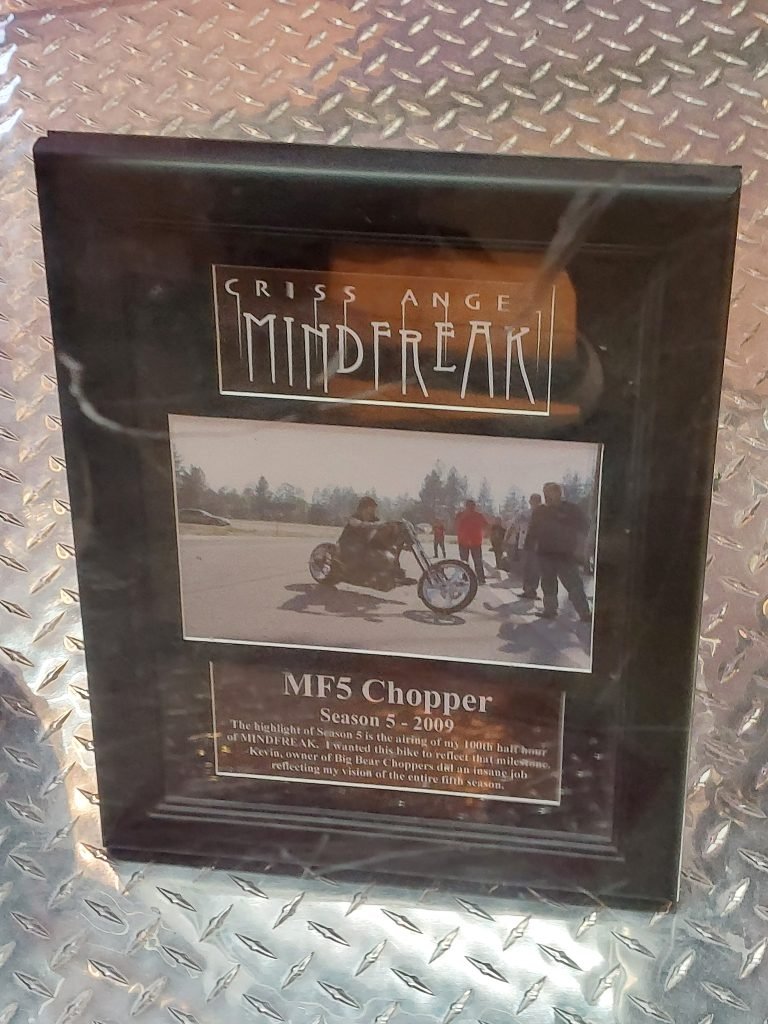 CRISS ANGE
MINDFREAK
MF5 Chopper
Season 5 - 2009
The highlight of Season 5 is the airing of my 100th half hour
of MINDFREAK. I wanted this bike to reflect that milestone.
Kevin, owner of Big Bear Choppers did an insane job
reflecting my vision of the entire fifth season.